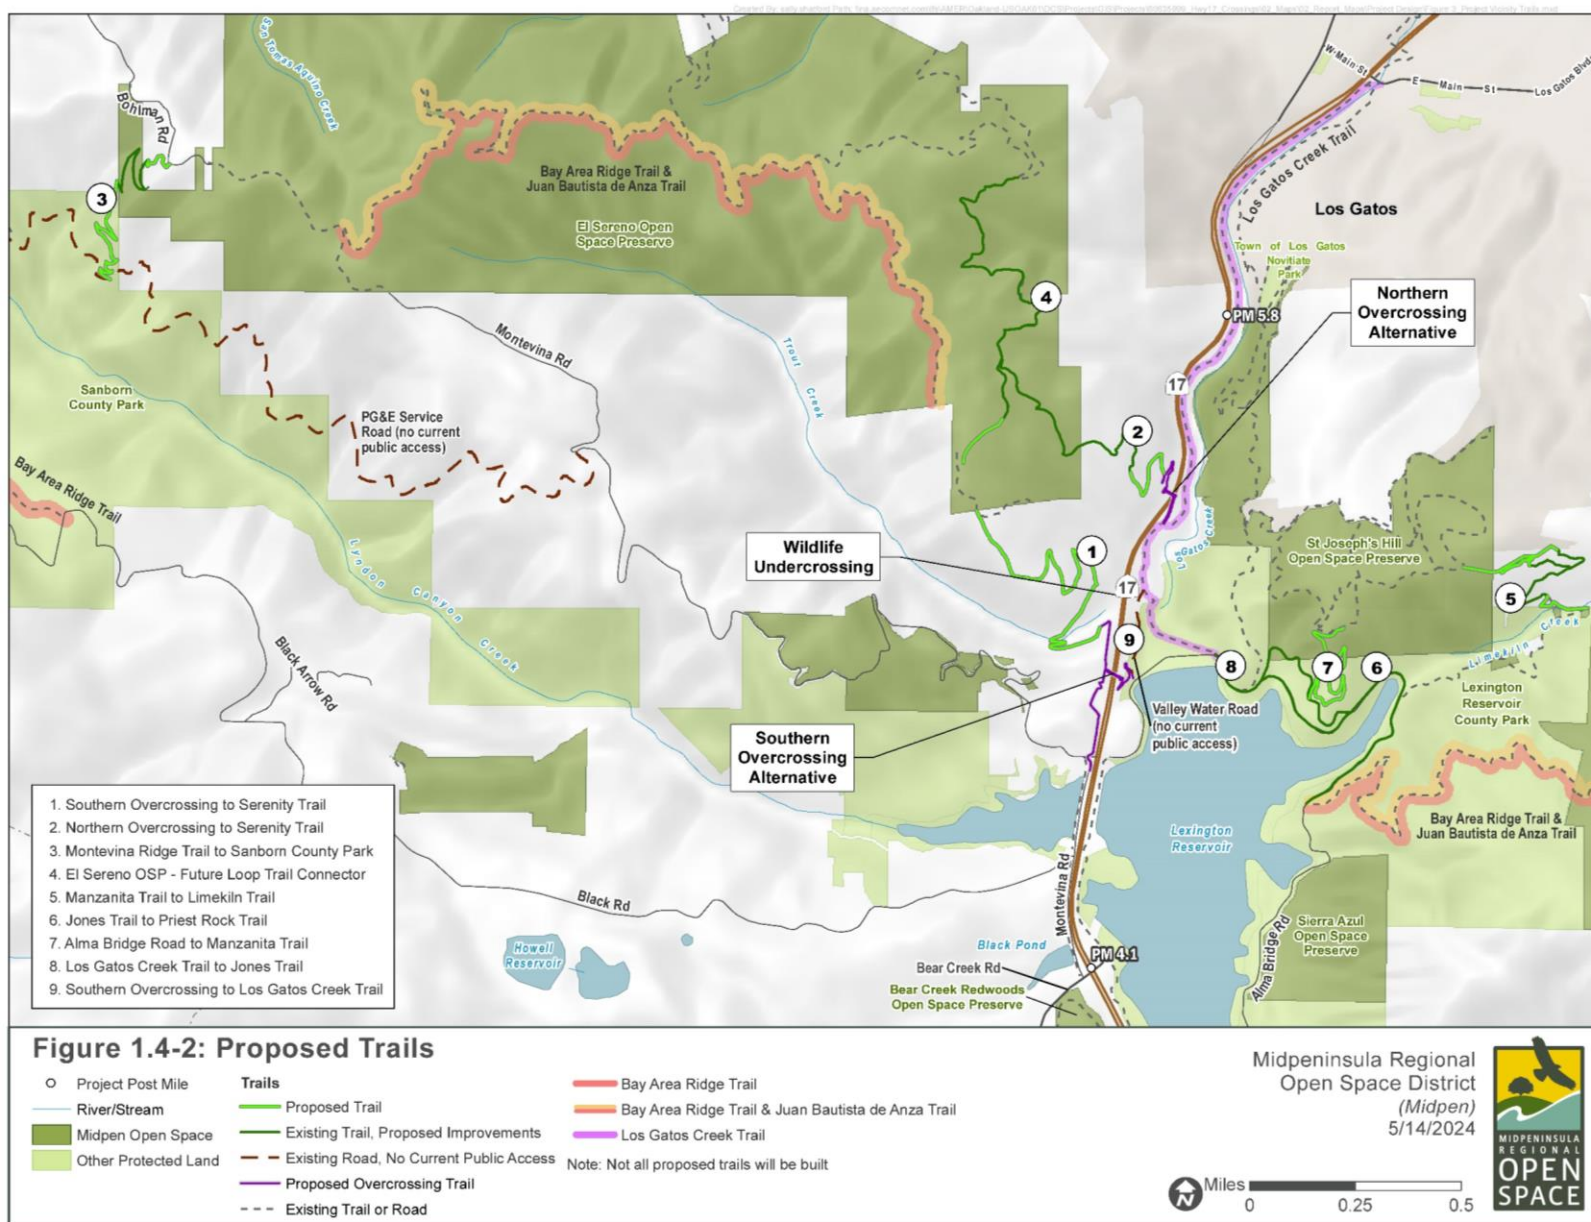 San Tomas Aquino Creek
W-Main-St
E Main St
Los Gatos Blvd
Bohlman Rd
3
Bay Area Ridge Trail &
Juan Bautista de Anza Trail
El Sereno Open
Space Preserve
Los Gatos Creek Trail
Los Gatos
Town of Los Gatos
Novitiate
Park
4
PM 5.8
Northern
Overcrossing
Alternative
Montevina Rd
Trout Creek
17
Sanborn
County Park
PG&E Service
Road (no current
public access)
2
Bay Area Ridge Trail
Lyndon Canyon Creek
Wildlife
Undercrossing
1
Los Gatos Creek
St Joseph's Hill
Open Space Preserve
17
5
Limekiln Creek
9
8
7
6
Black Arrow Rd
Lexington
Reservoir
County Park
Valley Water Road
(no current
public access)
Southern
Overcrossing
Alternative
Bay Area Ridge Trail &
Juan Bautista de Anza Trail
Lexington
Reservoir
1. Southern Overcrossing to Serenity Trail
2. Northern Overcrossing to Serenity Trail
3. Montevina Ridge Trail to Sanborn County Park
4. El Sereno OSP - Future Loop Trail Connector
5. Manzanita Trail to Limekiln Trail
6. Jones Trail to Priest Rock Trail
7. Alma Bridge Road to Manzanita Trail
8. Los Gatos Creek Trail to Jones Trail
9. Southern Overcrossing to Los Gatos Creek Trail
Black Rd
Montevina Rd
Howell
Reservoir
Black Pond
PM 4.1
Bear Creek Rd
Bear Creek Redwoods
Open Space Preserve
Alma Bridge Rd
Sierra Azul
Open Space
Preserve
Figure 1.4-2: Proposed Trails
Project Post Mile
River/Stream
Midpen Open Space
Other Protected Land
Trails
Proposed Trail
Existing Trail, Proposed Improvements
Existing Road, No Current Public Access
Proposed Overcrossing Trail
Existing Trail or Road
Bay Area Ridge Trail
Bay Area Ridge Trail & Juan Bautista de Anza Trail
Los Gatos Creek Trail
Note: Not all proposed trails will be built
Midpeninsula Regional
Open Space District
(Midpen)
5/14/2024
N
Miles
0 0.25 0.5
MIDPENINSULA
REGIONAL
OPEN
SPACE